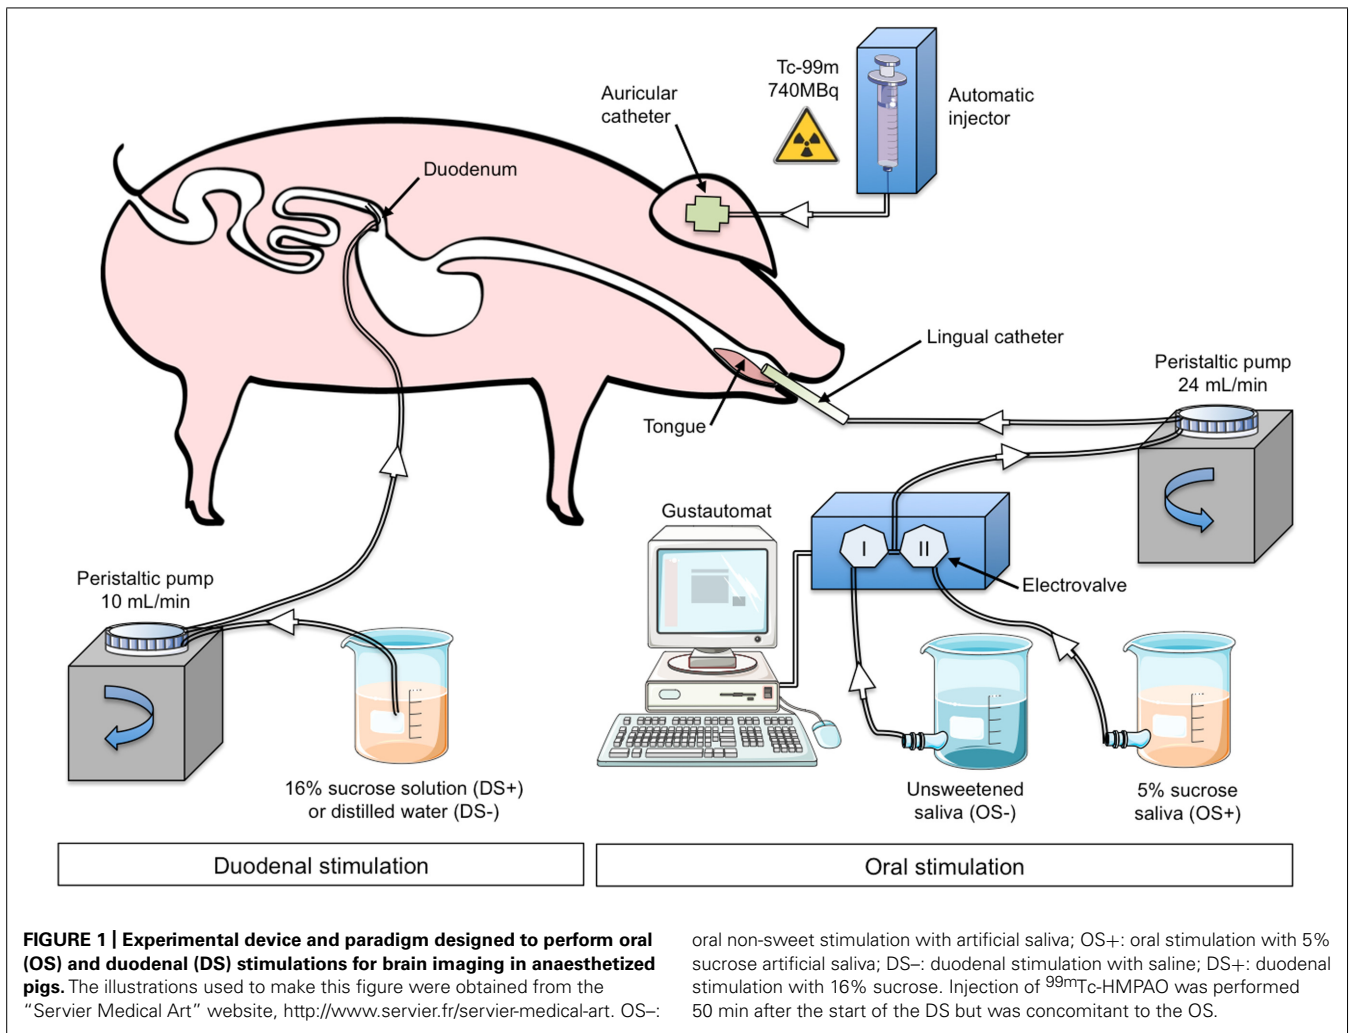 Tc-99m
740MBq
Auricular
catheter
Automatic
injector
Duodenum
Lingual catheter
Peristaltic pump
24 mL/min
Tongue
Gustautomat
I
II
Electrovalve
Peristaltic pump
10 mL/min
16% sucrose solution (DS+)
or distilled water (DS-)
Unsweetened
saliva (OS-)
5% sucrose
saliva (OS+)
Duodenal stimulation
Oral stimulation
FIGURE 1 | Experimental device and paradigm designed to perform oral
(OS) and duodenal (DS) stimulations for brain imaging in anaesthetized
pigs. The illustrations used to make this figure were obtained from the
“Servier Medical Art” website, http://www.servier.fr/servier-medical-art. OS–:
oral non-sweet stimulation with artificial saliva; OS+: oral stimulation with 5%
sucrose artificial saliva; DS–: duodenal stimulation with saline; DS+: duodenal
stimulation with 16% sucrose. Injection of 99mTc-HMPAO was performed
50 min after the start of the DS but was concomitant to the OS.